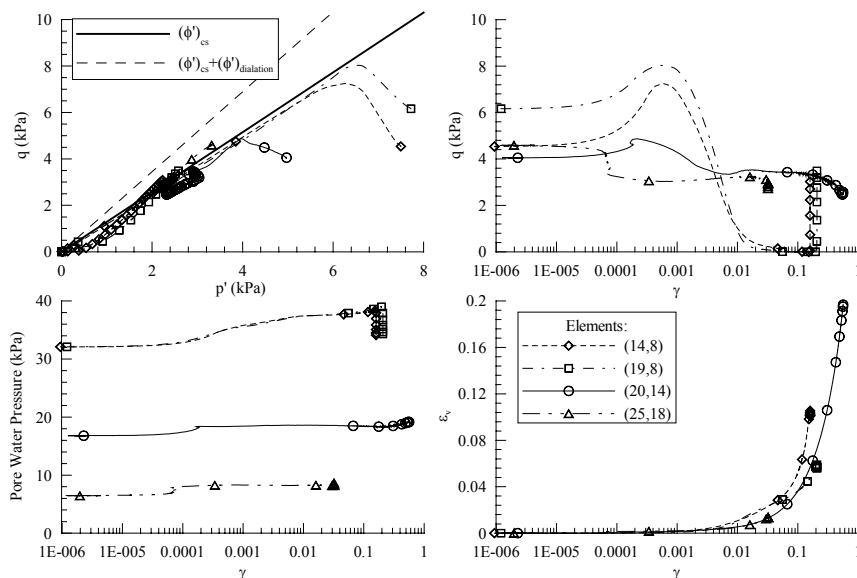 10
8
6
4
2
0
q (kPa)
(ϕ')cs
(ϕ')cs+(ϕ')dialation
0 2 4 6 8
p' (kPa)
10
8
6
4
2
0
q (kPa)
1E-006 1E-005 0.0001 0.001 0.01 0.1 1
γ
40
30
20
10
0
Pore Water Pressure (kPa)
1E-006 1E-005 0.0001 0.001 0.01 0.1 1
γ
0.2
0.16
0.12
0.08
0.04
0
εv
Elements:
(14,8)
(19,8)
(20,14)
(25,18)
1E-006 1E-005 0.0001 0.001 0.01 0.1 1
γ